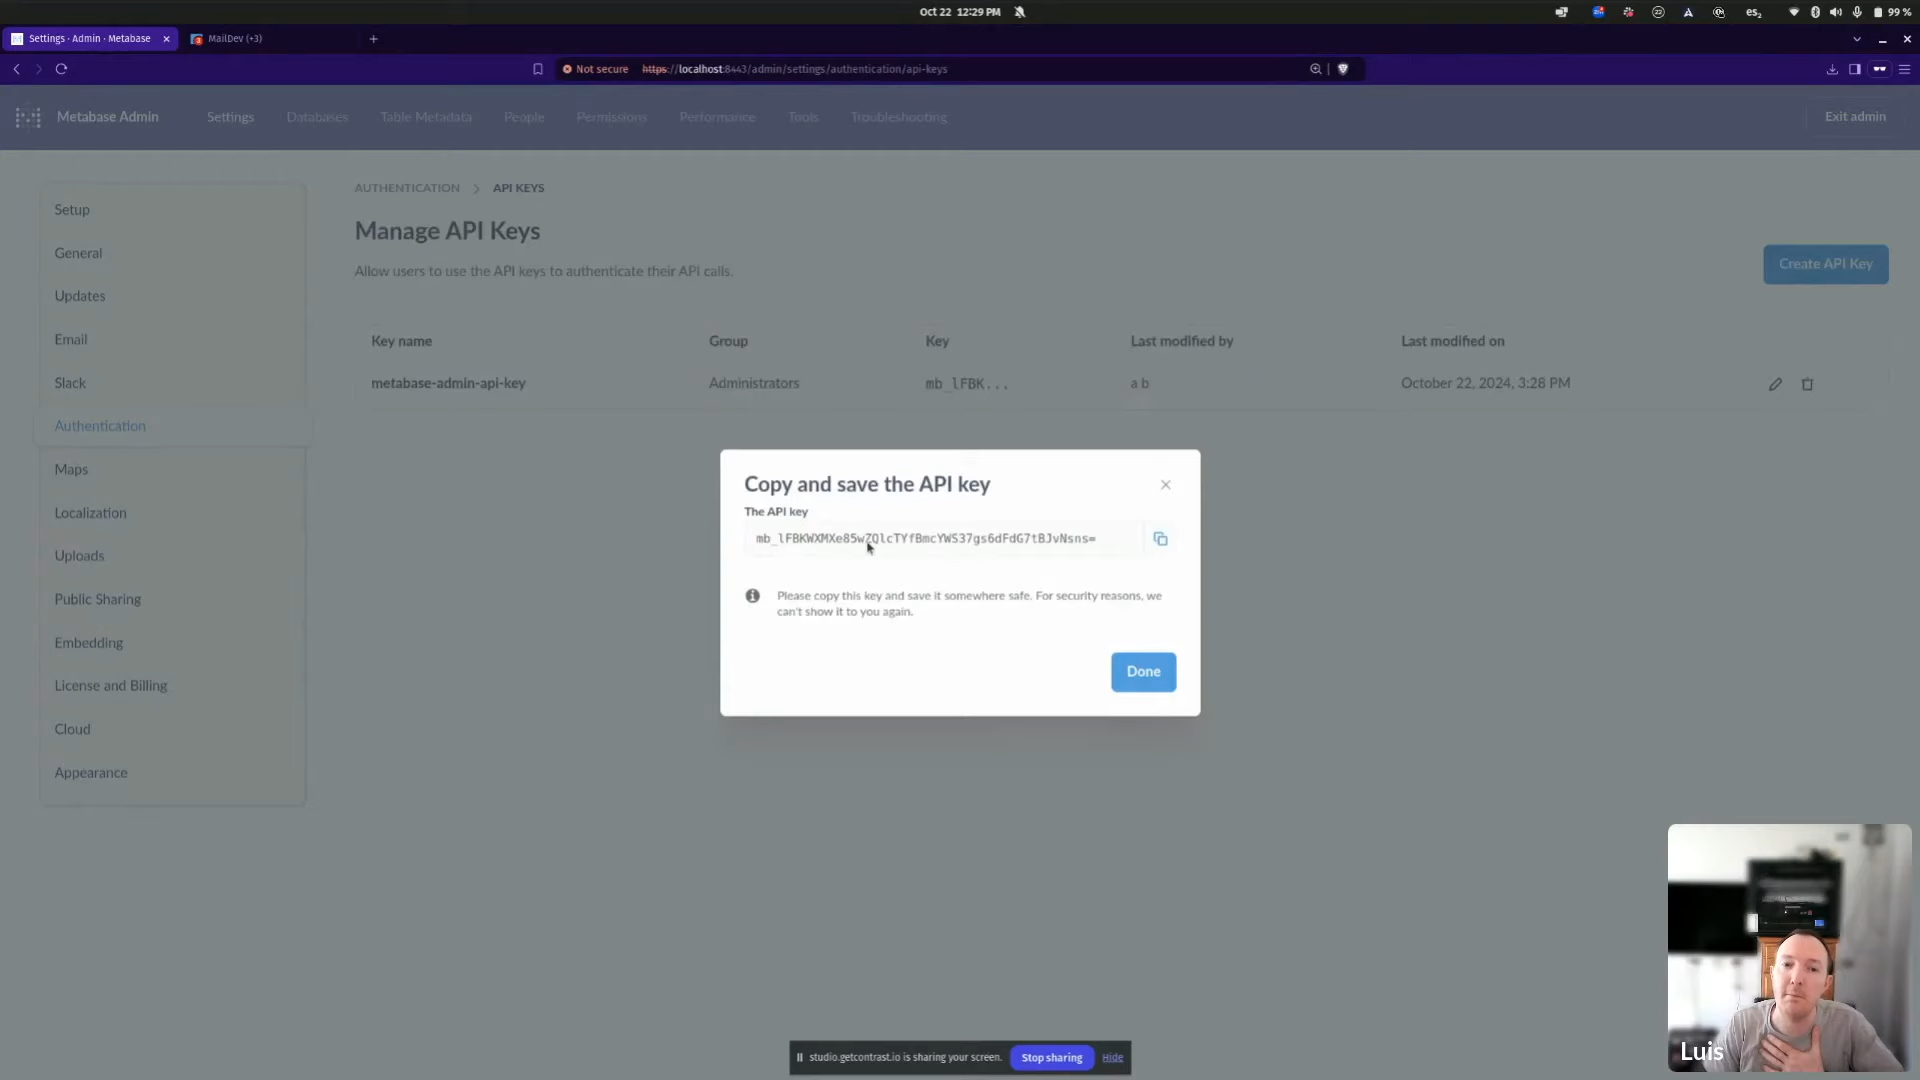 Oct 22 12:29 PM
es₂
99 %
Settings · Admin · Metabase
MailDev (+3)
Not secure https://localhost:8443/admin/settings/authentication/api-keys
Metabase Admin
Settings
Databases
Table Metadata
People
Permissions
Performance
Tools
Troubleshooting
Exit admin
Setup
General
Updates
Email
Slack
Authentication
Maps
Localization
Uploads
Public Sharing
Embedding
License and Billing
Cloud
Appearance
AUTHENTICATION > API KEYS
Manage API Keys
Allow users to use the API keys to authenticate their API calls.
Create API Key
Key name Group Key Last modified by Last modified on
metabase-admin-api-key Administrators mb_lFBK... a b October 22, 2024, 3:28 PM
Copy and save the API key
The API key
mb_lFBKWXMXe85wZQlcTYfBmcYWS37gs6dFdG7tBJvNsns=
Please copy this key and save it somewhere safe. For security reasons, we
can't show it to you again.
Done
studio.getcontrast.io is sharing your screen.
Stop sharing
Hide
Luis